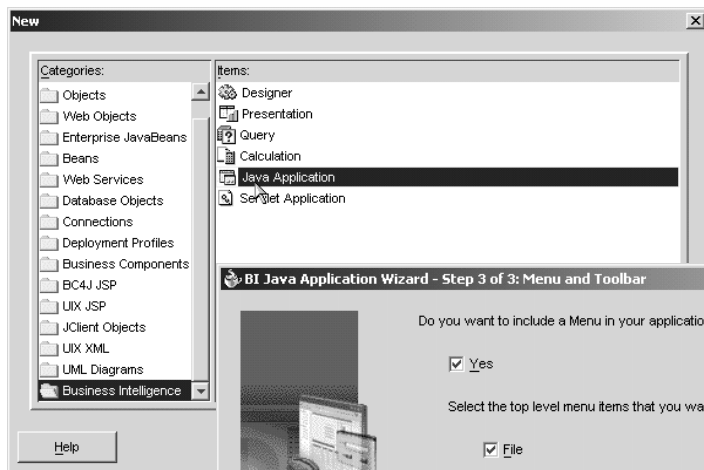 New
Categories:
Objects
Web Objects
Enterprise JavaBeans
Beans
Web Services
Database Objects
Connections
Deployment Profiles
Business Components
BC4J JSP
UIX JSP
JClient Objects
UIX XML
UML Diagrams
Business Intelligence
Help
Items:
Designer
Presentation
Query
Calculation
Java Application
Servlet Application
BI Java Application Wizard - Step 3 of 3: Menu and Toolbar
Do you want to include a Menu in your applicatio
Yes
Select the top level menu items that you wa
File